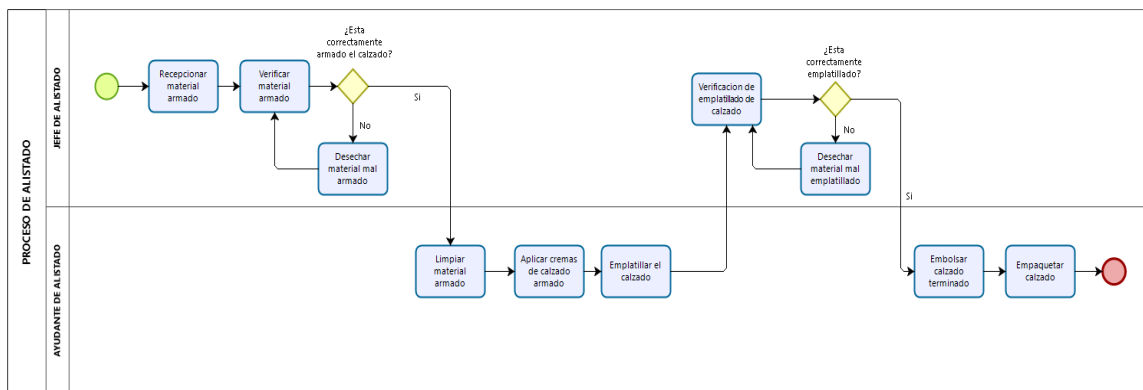 PROCESO DE ALISTADO
JEFE DE ALISTADO
Recepcionar
material
armado
Verificar
material
armado
¿Esta
correctamente
armado el calzado?
Si
No
Desechar
material mal
armado
Verificacion de
emplatillado de
calzado
¿Esta
correctamente
emplatillado?
No
Desechar
material mal
emplatillado
Si
AYUDANTE DE ALISTADO
Limpiar
material
armado
Aplicar cremas
de calzado
armado
Emplatillar el
calzado
Embolsar
calzado
terminado
Empaquetar
calzado